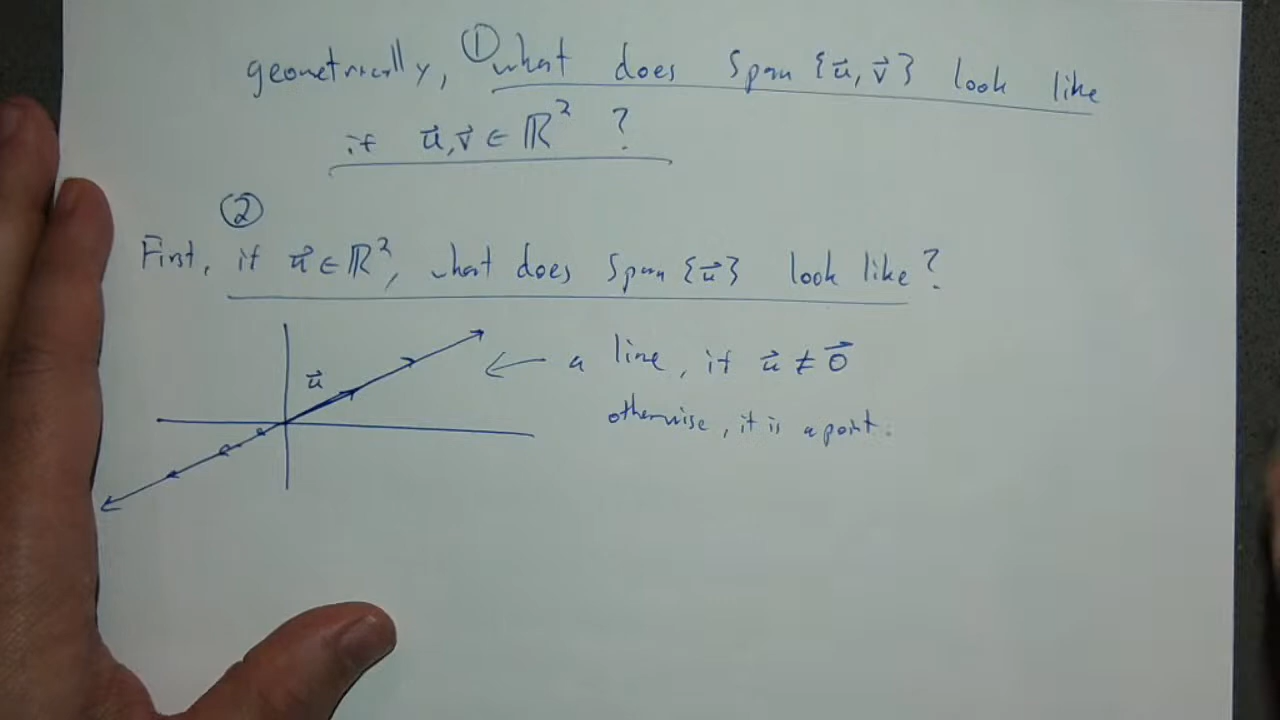 geometrically, ① what does Span {u⃗, v⃗} look like
if u⃗, v⃗ ∈ ℝ² ?
②
First, if u⃗ ∈ ℝ², what does Span {u⃗} look like?
u⃗
← a line, if u⃗ ≠ 0⃗
otherwise, it is a point.